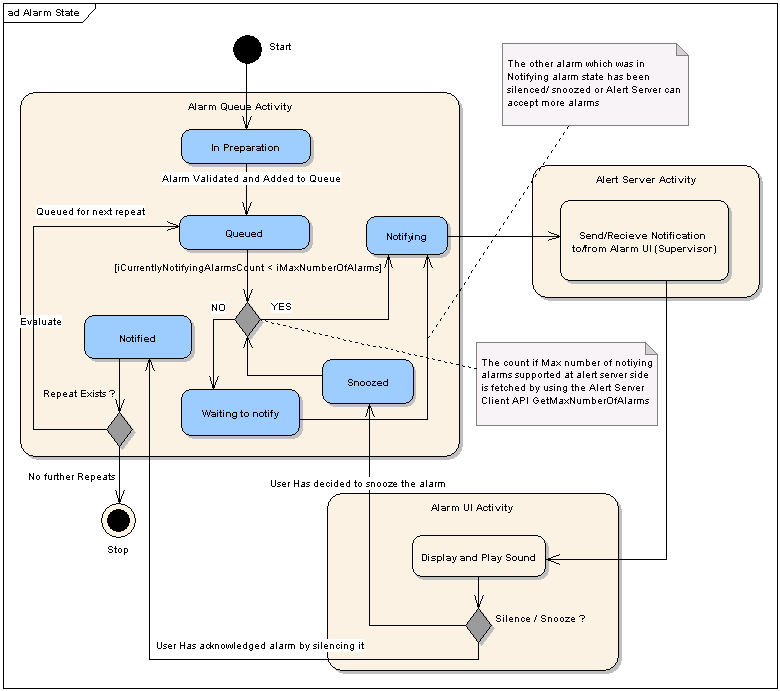 ad Alarm State
Start
The other alarm which was in
Notifying alarm state has been
silenced/ snoozed or Alert Server can
accept more alarms
Alarm Queue Activity
In Preparation
Alarm Validated and Added to Queue
Alert Server Activity
Queued for next repeat
Queued
Notifying
Send/Recieve Notification
to/from Alarm UI (Supervisor)
[iCurrentlyNotifyingAlarmsCount < iMaxNumberOfAlarms]
NO
YES
Evaluate
Notified
The count if Max number of notiying
alarms supported at alert server side
is fetched by using the Alert Server
Client API GetMaxNumberOfAlarms
Snoozed
Repeat Exists ?
Waiting to notify
No further Repeats
User Has decided to snooze the alarm
Alarm UI Activity
Stop
Display and Play Sound
Silence / Snooze ?
User Has acknowledged alarm by silencing it